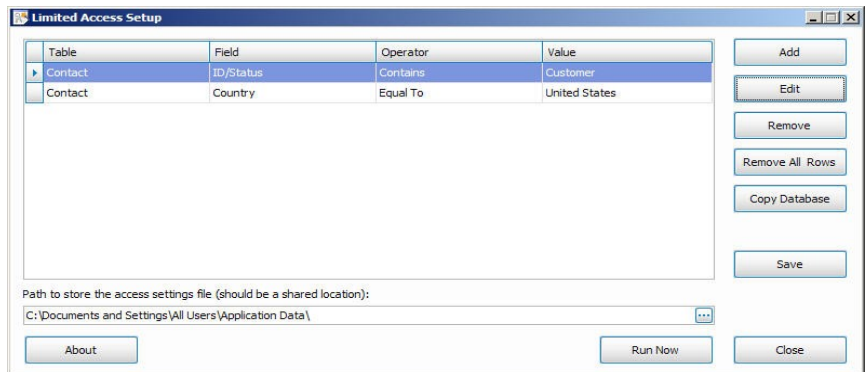 Limited Access Setup
Table Field Operator Value
Contact ID/Status Contains Customer
Contact Country Equal To United States
Add
Edit
Remove
Remove All Rows
Copy Database
Save
Path to store the access settings file (should be a shared location):
C:\Documents and Settings\All Users\Application Data\
...
About Run Now Close